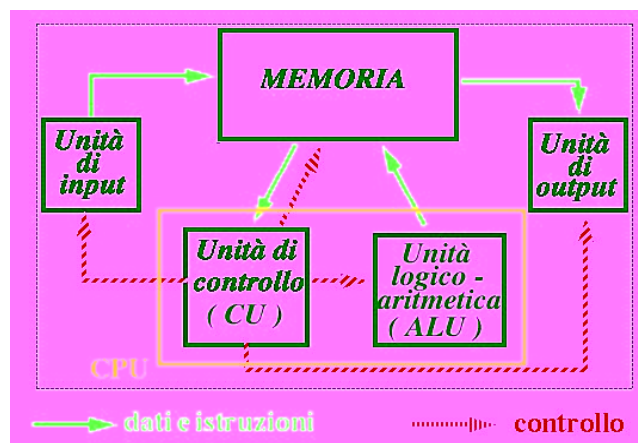 MEMORIA
Unità
di
input
Unità
di
output
Unità di
controllo
( CU )
Unità
logico -
aritmetica
( ALU )
CPU
dati e istruzioni
controllo